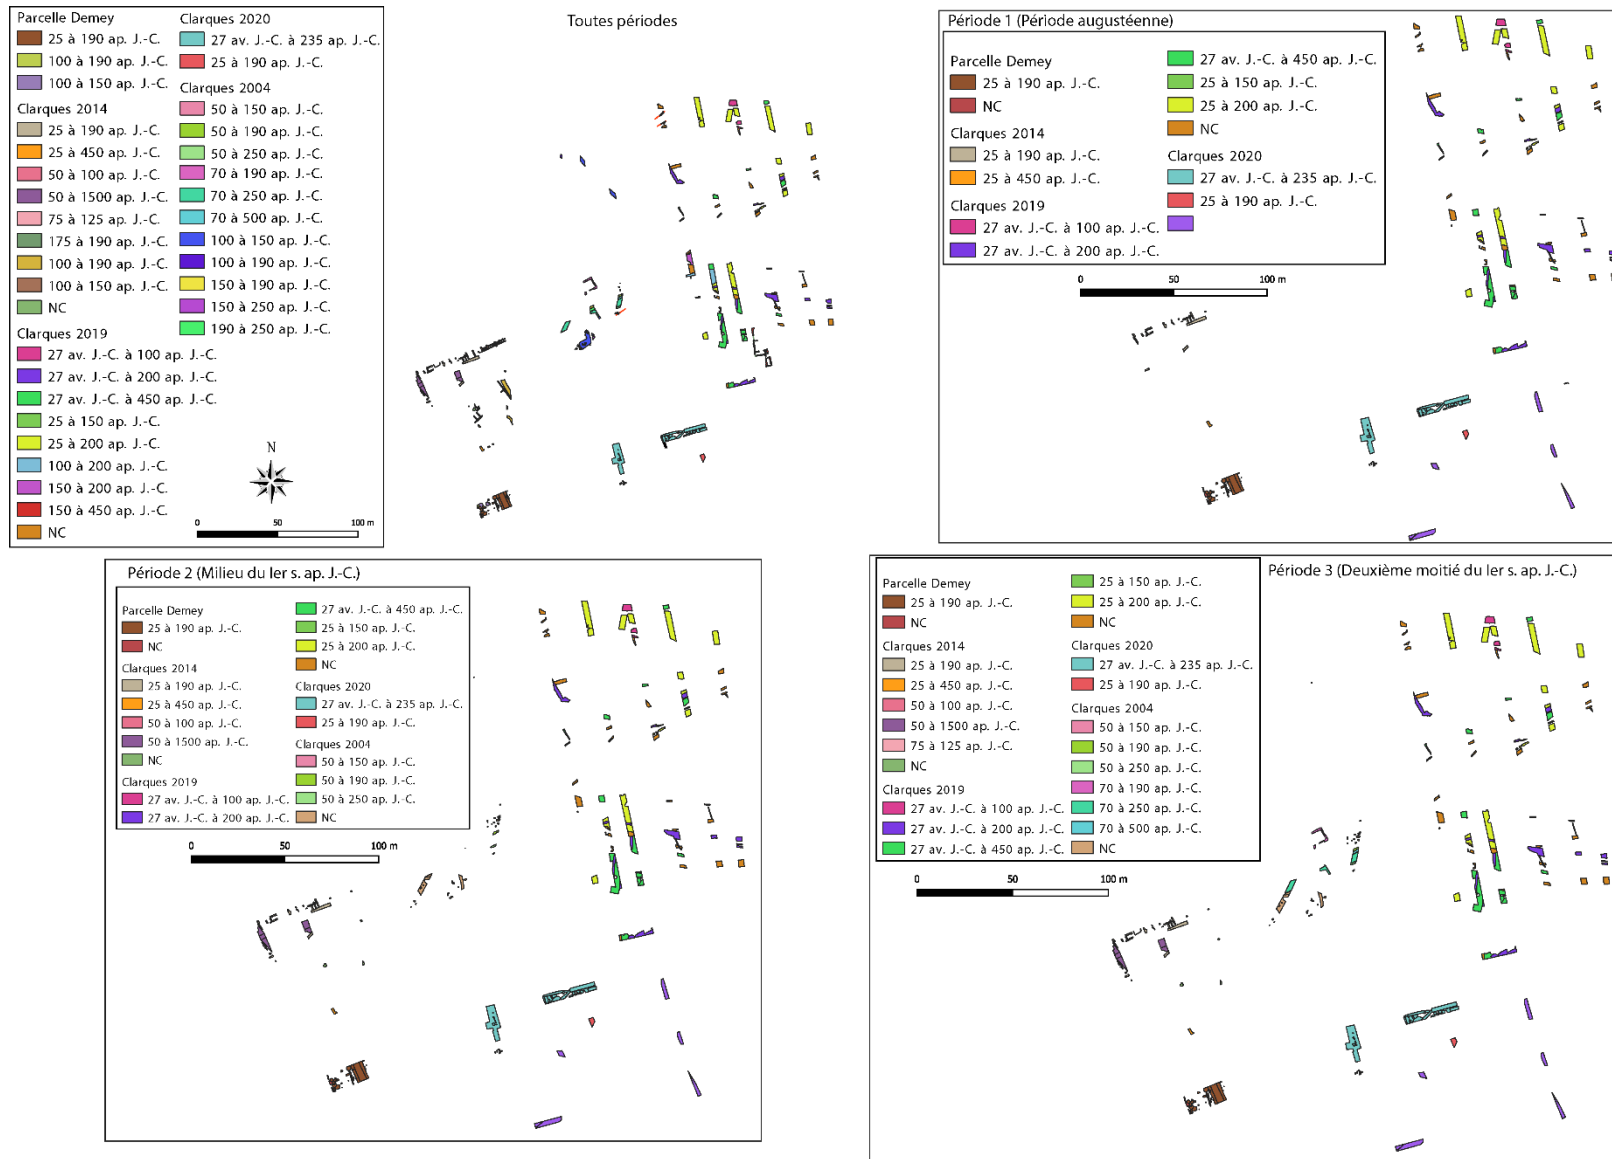 Parcelle Demey
25 à 190 ap. J.-C.
100 à 190 ap. J.-C.
100 à 150 ap. J.-C.
Clarques 2014
25 à 190 ap. J.-C.
25 à 450 ap. J.-C.
50 à 100 ap. J.-C.
50 à 1500 ap. J.-C.
75 à 125 ap. J.-C.
175 à 190 ap. J.-C.
100 à 190 ap. J.-C.
100 à 150 ap. J.-C.
NC
Clarques 2019
27 av. J.-C. à 100 ap. J.-C.
27 av. J.-C. à 200 ap. J.-C.
27 av. J.-C. à 450 ap. J.-C.
25 à 150 ap. J.-C.
25 à 200 ap. J.-C.
100 à 200 ap. J.-C.
150 à 200 ap. J.-C.
150 à 450 ap. J.-C.
NC
Clarques 2020
27 av. J.-C. à 235 ap. J.-C.
25 à 190 ap. J.-C.
Clarques 2004
50 à 150 ap. J.-C.
50 à 190 ap. J.-C.
50 à 250 ap. J.-C.
70 à 190 ap. J.-C.
70 à 250 ap. J.-C.
70 à 500 ap. J.-C.
100 à 150 ap. J.-C.
100 à 190 ap. J.-C.
150 à 190 ap. J.-C.
150 à 250 ap. J.-C.
190 à 250 ap. J.-C.
N
0 50 100 m
Toutes périodes
Période 1 (Période augustéenne)
Parcelle Demey
25 à 190 ap. J.-C.
NC
Clarques 2014
25 à 190 ap. J.-C.
25 à 450 ap. J.-C.
Clarques 2019
27 av. J.-C. à 100 ap. J.-C.
27 av. J.-C. à 200 ap. J.-C.
27 av. J.-C. à 450 ap. J.-C.
25 à 150 ap. J.-C.
25 à 200 ap. J.-C.
NC
Clarques 2020
27 av. J.-C. à 235 ap. J.-C.
25 à 190 ap. J.-C.
0 50 100 m
Période 2 (Milieu du Ier s. ap. J.-C.)
Parcelle Demey
25 à 190 ap. J.-C.
NC
Clarques 2014
25 à 190 ap. J.-C.
25 à 450 ap. J.-C.
50 à 100 ap. J.-C.
50 à 1500 ap. J.-C.
NC
Clarques 2019
27 av. J.-C. à 100 ap. J.-C.
27 av. J.-C. à 200 ap. J.-C.
27 av. J.-C. à 450 ap. J.-C.
25 à 150 ap. J.-C.
25 à 200 ap. J.-C.
NC
Clarques 2020
27 av. J.-C. à 235 ap. J.-C.
25 à 190 ap. J.-C.
Clarques 2004
50 à 150 ap. J.-C.
50 à 190 ap. J.-C.
50 à 250 ap. J.-C.
NC
0 50 100 m
Période 3 (Deuxième moitié du Ier s. ap. J.-C.)
Parcelle Demey
25 à 190 ap. J.-C.
NC
Clarques 2014
25 à 190 ap. J.-C.
25 à 450 ap. J.-C.
50 à 100 ap. J.-C.
50 à 1500 ap. J.-C.
75 à 125 ap. J.-C.
NC
Clarques 2019
27 av. J.-C. à 100 ap. J.-C.
27 av. J.-C. à 200 ap. J.-C.
27 av. J.-C. à 450 ap. J.-C.
25 à 150 ap. J.-C.
25 à 200 ap. J.-C.
NC
Clarques 2020
27 av. J.-C. à 235 ap. J.-C.
25 à 190 ap. J.-C.
Clarques 2004
50 à 150 ap. J.-C.
50 à 190 ap. J.-C.
50 à 250 ap. J.-C.
70 à 190 ap. J.-C.
70 à 250 ap. J.-C.
70 à 500 ap. J.-C.
NC
0 50 100 m